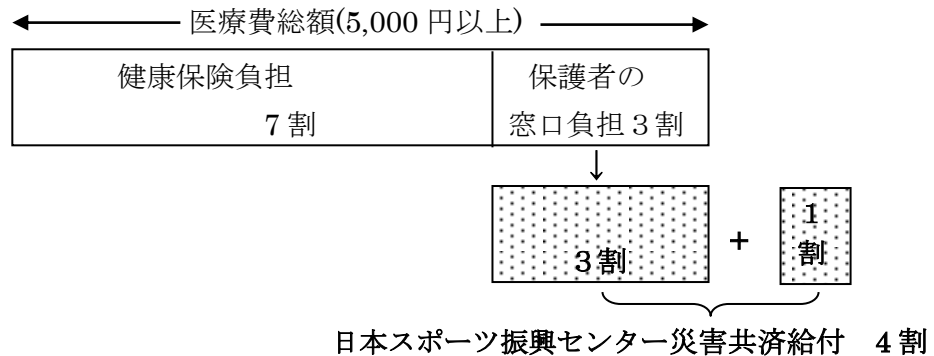 医療費総額(5,000 円以上)
健康保険負担
7 割
保護者の
窓口負担３割
３割
+
１
割
日本スポーツ振興センター災害共済給付　4 割